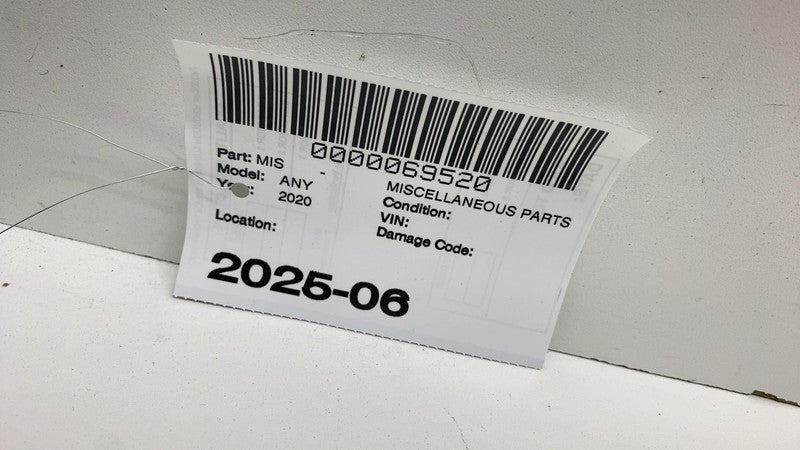 0000069520
Part: MIS - MISCELLANEOUS PARTS
Model: ANY Condition:
2020 VIN:
Location: Damage Code:
2025-06